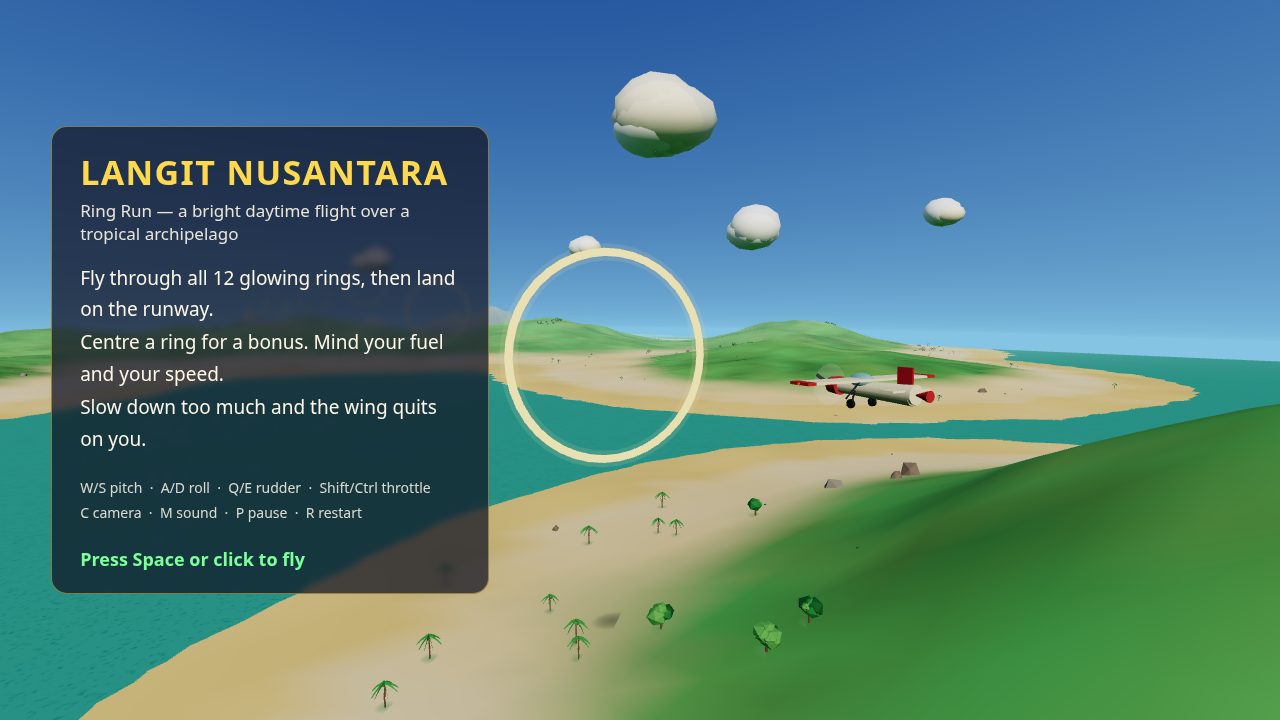 LANGIT NUSANTARA
Ring Run — a bright daytime flight over a
tropical archipelago
Fly through all 12 glowing rings, then land
on the runway.
Centre a ring for a bonus. Mind your fuel
and your speed.
Slow down too much and the wing quits
on you.
W/S pitch · A/D roll · Q/E rudder · Shift/Ctrl throttle
C camera · M sound · P pause · R restart
Press Space or click to fly